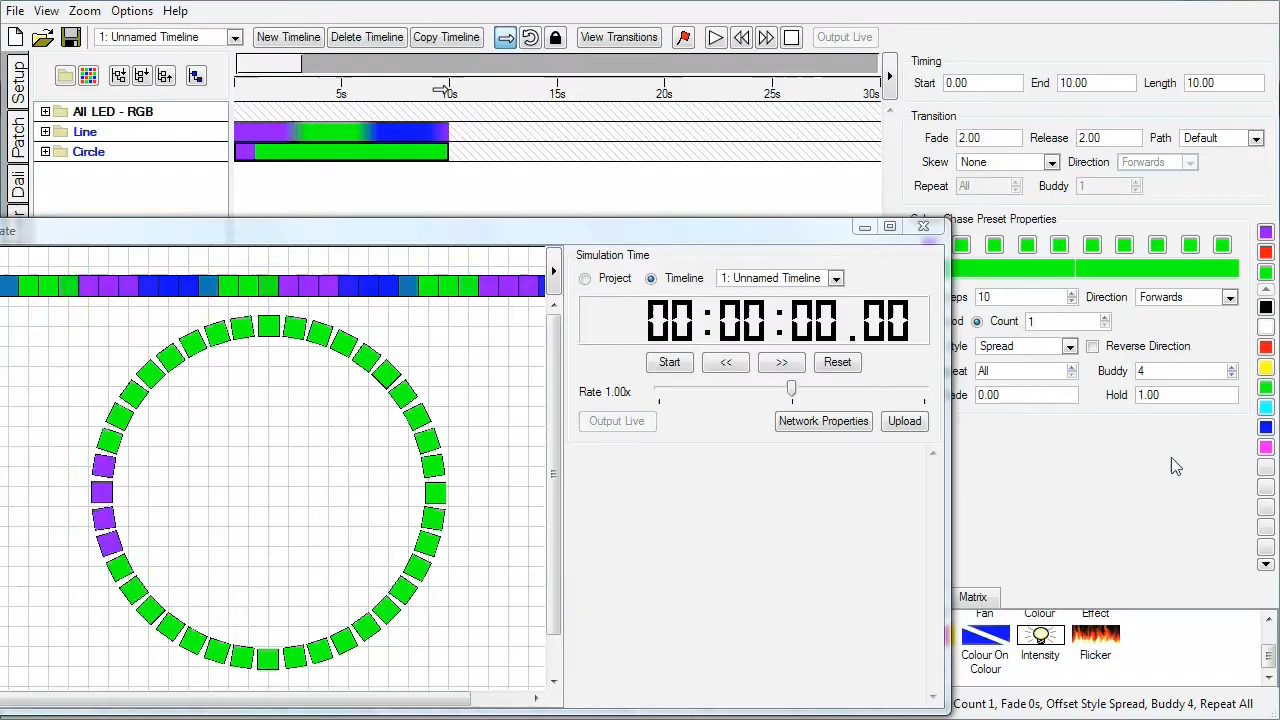 File View Zoom Options Help
1: Unnamed Timeline New Timeline Delete Timeline Copy Timeline View Transitions Output Live
Setup
Patch
5s 10s 15s 20s 25s 30s
All LED - RGB
Line
Circle
Timing
Start 0.00 End 10.00 Length 10.00
Transition
Fade 2.00 Release 2.00 Path Default
Skew None Direction Forwards
Repeat All Buddy 1
Chase Preset Properties
10 Direction Forwards
Count 1
Spread Reverse Direction
All Buddy 4
0.00 Hold 1.00
Simulation Time
Project Timeline 1: Unnamed Timeline
00:00:00.00
Start << >> Reset
Rate 1.00x
Output Live Network Properties Upload
Matrix
Fan Colour Effect
Colour On Colour Intensity Flicker
Count 1, Fade 0s, Offset Style Spread, Buddy 4, Repeat All